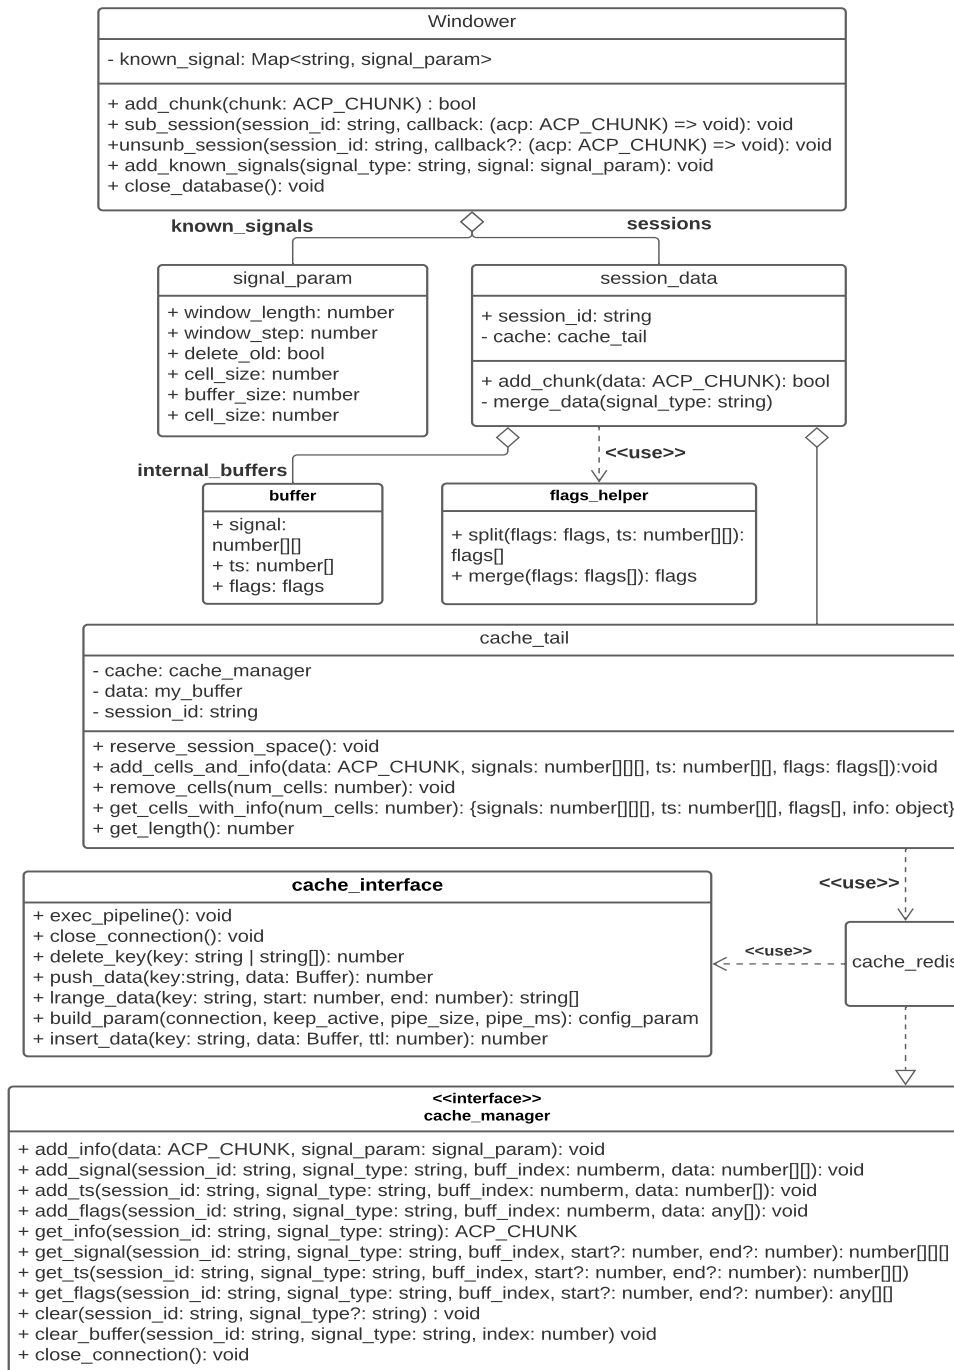 Windower
- known_signal: Map<string, signal_param>
+ add_chunk(chunk: ACP_CHUNK) : bool
+ sub_session(session_id: string, callback: (acp: ACP_CHUNK) => void): void
+unsunb_session(session_id: string, callback?: (acp: ACP_CHUNK) => void): void
+ add_known_signals(signal_type: string, signal: signal_param): void
+ close_database(): void
known_signals
sessions
signal_param
+ window_length: number
+ window_step: number
+ delete_old: bool
+ cell_size: number
+ buffer_size: number
+ cell_size: number
session_data
+ session_id: string
- cache: cache_tail
+ add_chunk(data: ACP_CHUNK): bool
- merge_data(signal_type: string)
internal_buffers
<<use>>
buffer
+ signal:
number[][]
+ ts: number[]
+ flags: flags
flags_helper
+ split(flags: flags, ts: number[][]):
flags[]
+ merge(flags: flags[]): flags
cache_tail
- cache: cache_manager
- data: my_buffer
- session_id: string
+ reserve_session_space(): void
+ add_cells_and_info(data: ACP_CHUNK, signals: number[][][], ts: number[][], flags: flags[]):void
+ remove_cells(num_cells: number): void
+ get_cells_with_info(num_cells: number): {signals: number[][][], ts: number[][], flags[], info: object}
+ get_length(): number
<<use>>
cache_interface
+ exec_pipeline(): void
+ close_connection(): void
+ delete_key(key: string | string[]): number
+ push_data(key:string, data: Buffer): number
+ lrange_data(key: string, start: number, end: number): string[]
+ build_param(connection, keep_active, pipe_size, pipe_ms): config_param
+ insert_data(key: string, data: Buffer, ttl: number): number
<<use>>
cache_redis
<<interface>>
cache_manager
+ add_info(data: ACP_CHUNK, signal_param: signal_param): void
+ add_signal(session_id: string, signal_type: string, buff_index: numberm, data: number[][]): void
+ add_ts(session_id: string, signal_type: string, buff_index: numberm, data: number[]): void
+ add_flags(session_id: string, signal_type: string, buff_index: numberm, data: any[]): void
+ get_info(session_id: string, signal_type: string): ACP_CHUNK
+ get_signal(session_id: string, signal_type: string, buff_index, start?: number, end?: number): number[][][]
+ get_ts(session_id: string, signal_type: string, buff_index, start?: number, end?: number): number[][])
+ get_flags(session_id: string, signal_type: string, buff_index, start?: number, end?: number): any[][]
+ clear(session_id: string, signal_type?: string) : void
+ clear_buffer(session_id: string, signal_type: string, index: number) void
+ close_connection(): void